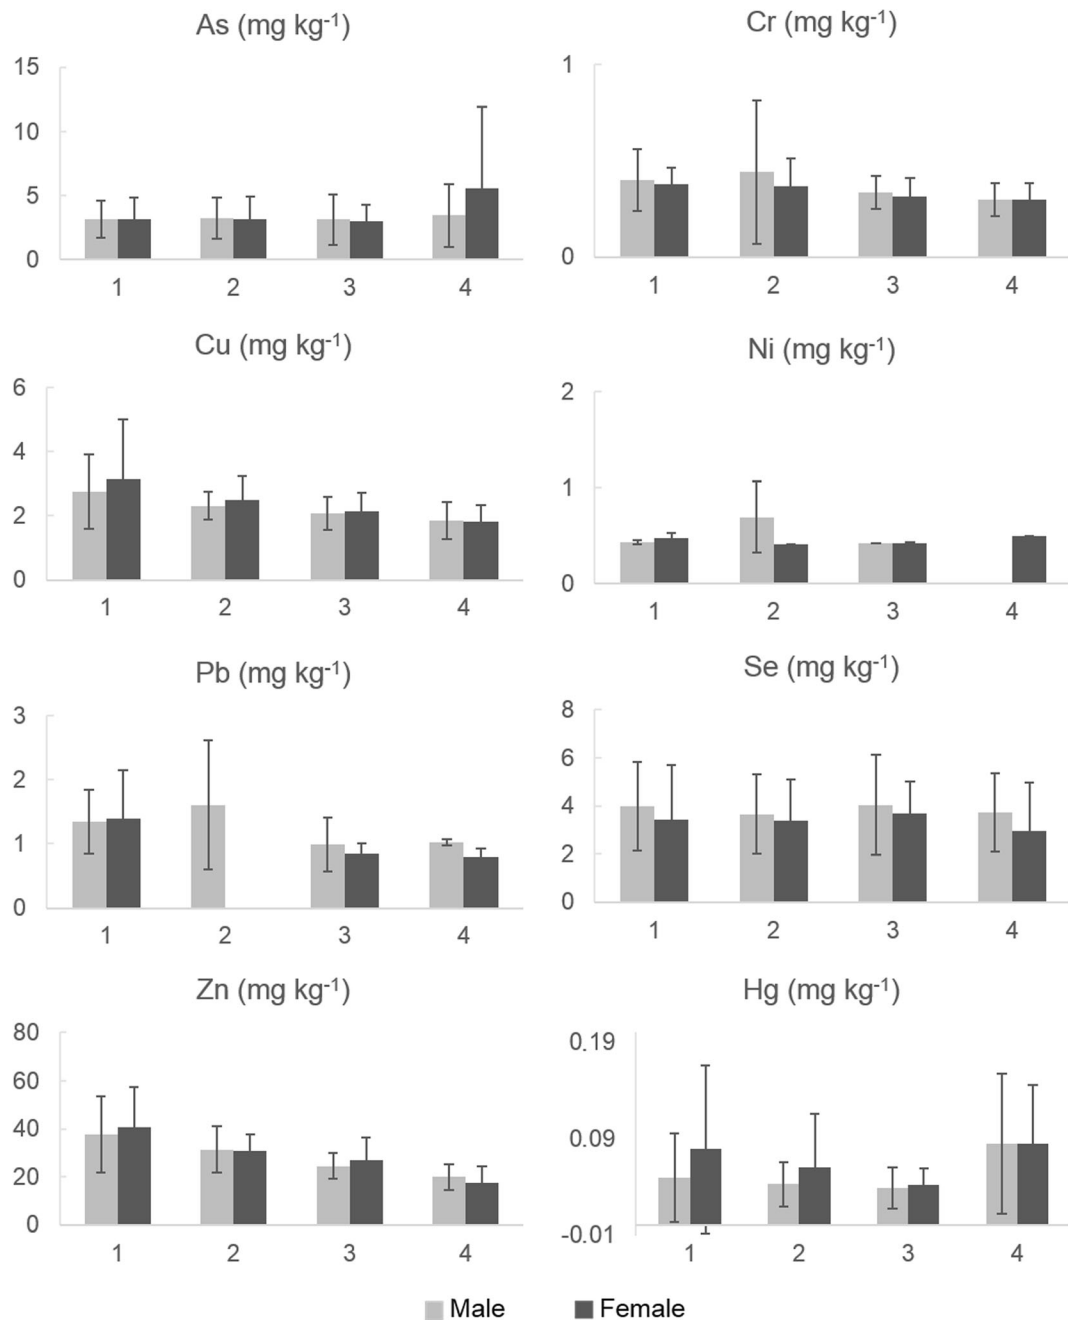 As (mg kg-1)
15
10
5
0
1 2 3 4
Cr (mg kg-1)
1
0
1 2 3 4
Cu (mg kg-1)
6
4
2
0
1 2 3 4
Ni (mg kg-1)
2
1
0
1 2 3 4
Pb (mg kg-1)
3
2
1
0
1 2 3 4
Se (mg kg-1)
8
6
4
2
0
1 2 3 4
Zn (mg kg-1)
80
60
40
20
0
1 2 3 4
Hg (mg kg-1)
0.19
0.09
-0.01
1 2 3 4
Male Female